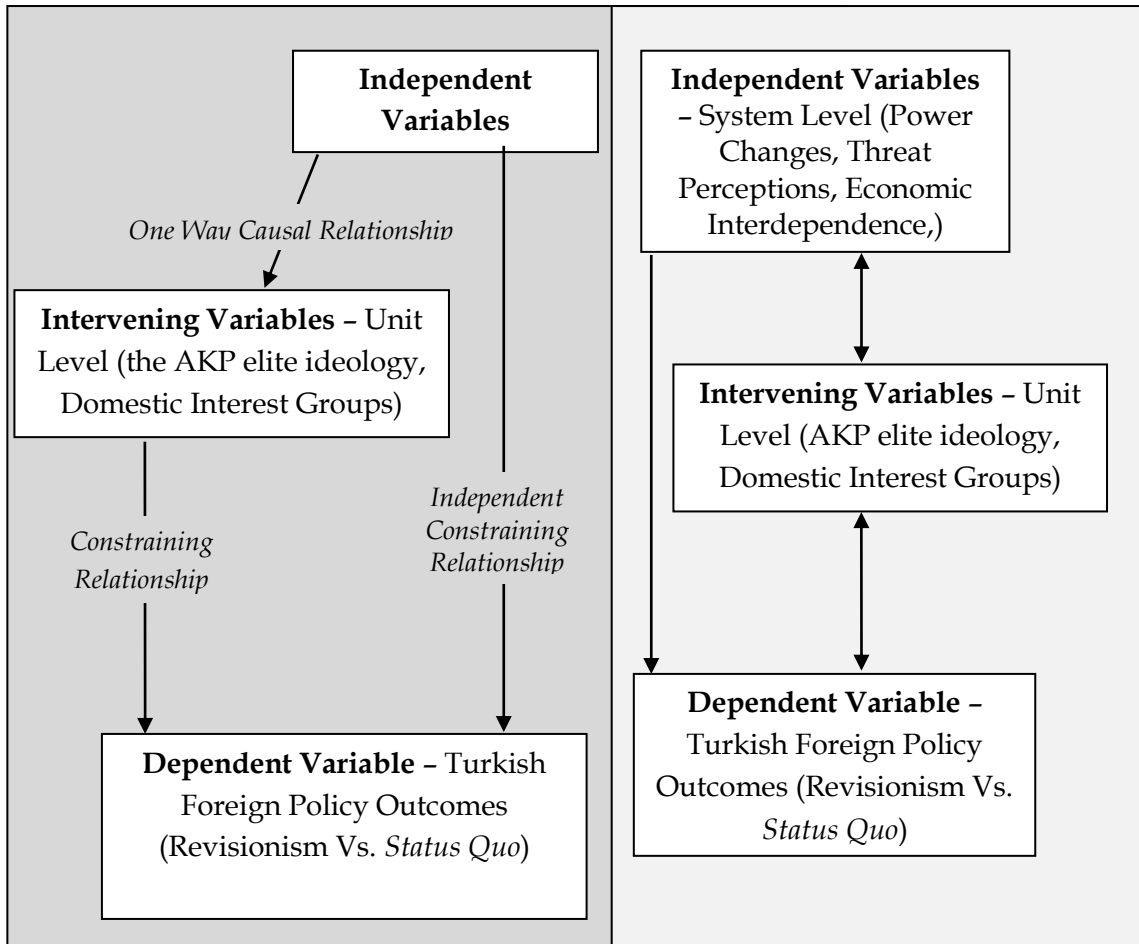 Independent
Variables
One Way Causal Relationship
Intervening Variables – Unit
Level (the AKP elite ideology,
Domestic Interest Groups)
Constraining
Relationship
Independent
Constraining
Relationship
Dependent Variable – Turkish
Foreign Policy Outcomes
(Revisionism Vs. Status Quo)
Independent Variables
– System Level (Power
Changes, Threat
Perceptions, Economic
Interdependence,)
Intervening Variables – Unit
Level (AKP elite ideology,
Domestic Interest Groups)
Dependent Variable –
Turkish Foreign Policy
Outcomes (Revisionism Vs.
Status Quo)